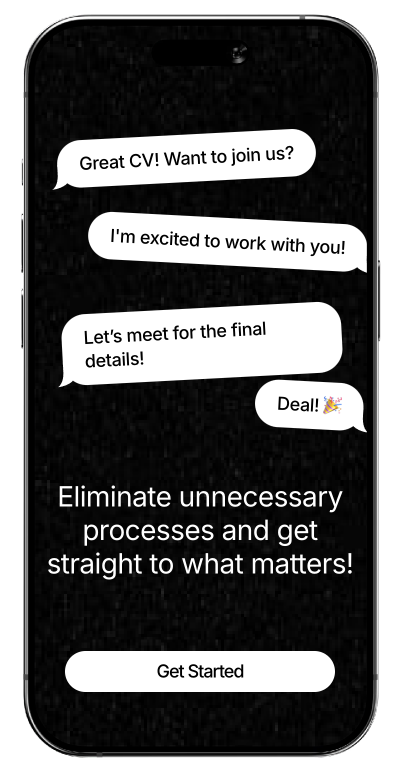 Great CV! Want to join us?
I'm excited to work with you!
Let’s meet for the final
details!
Deal! 🎉
Eliminate unnecessary
processes and get
straight to what matters!
Get Started